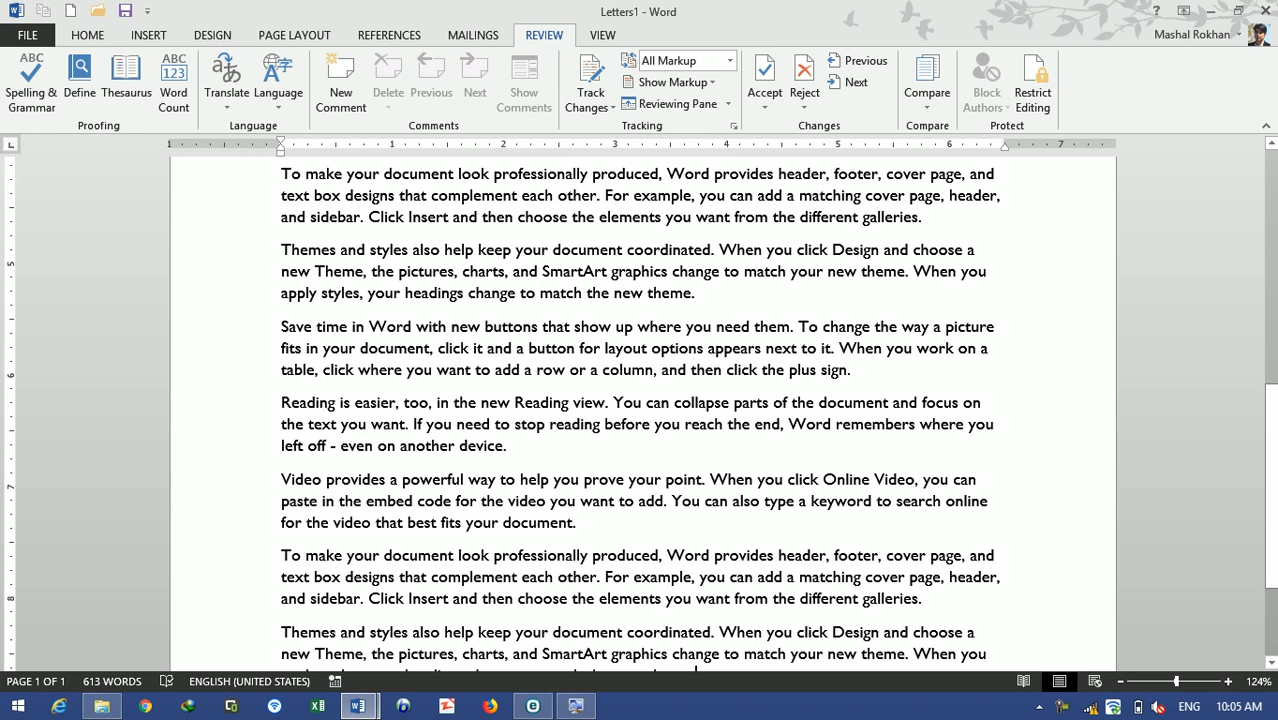 Letters1 - Word
?
FILE HOME INSERT DESIGN PAGE LAYOUT REFERENCES MAILINGS REVIEW VIEW
Mashal Rokhan
ABC
Spelling &
Grammar
Define
Thesaurus
ABC
123
Word
Count
Proofing
Translate
Language
Language
New
Comment
Delete
Previous
Next
Show
Comments
Comments
Track
Changes
All Markup
Show Markup
Reviewing Pane
Tracking
Accept
Reject
Previous
Next
Changes
Compare
Compare
Block
Authors
Restrict
Editing
Protect
1 1 2 3 4 5 6 7
To make your document look professionally produced, Word provides header, footer, cover page, and
text box designs that complement each other. For example, you can add a matching cover page, header,
and sidebar. Click Insert and then choose the elements you want from the different galleries.
Themes and styles also help keep your document coordinated. When you click Design and choose a
new Theme, the pictures, charts, and SmartArt graphics change to match your new theme. When you
apply styles, your headings change to match the new theme.
Save time in Word with new buttons that show up where you need them. To change the way a picture
fits in your document, click it and a button for layout options appears next to it. When you work on a
table, click where you want to add a row or a column, and then click the plus sign.
Reading is easier, too, in the new Reading view. You can collapse parts of the document and focus on
the text you want. If you need to stop reading before you reach the end, Word remembers where you
left off - even on another device.
Video provides a powerful way to help you prove your point. When you click Online Video, you can
paste in the embed code for the video you want to add. You can also type a keyword to search online
for the video that best fits your document.
To make your document look professionally produced, Word provides header, footer, cover page, and
text box designs that complement each other. For example, you can add a matching cover page, header,
and sidebar. Click Insert and then choose the elements you want from the different galleries.
Themes and styles also help keep your document coordinated. When you click Design and choose a
new Theme, the pictures, charts, and SmartArt graphics change to match your new theme. When you
5
6
7
8
PAGE 1 OF 1 613 WORDS ENGLISH (UNITED STATES) 124%
ENG 10:05 AM